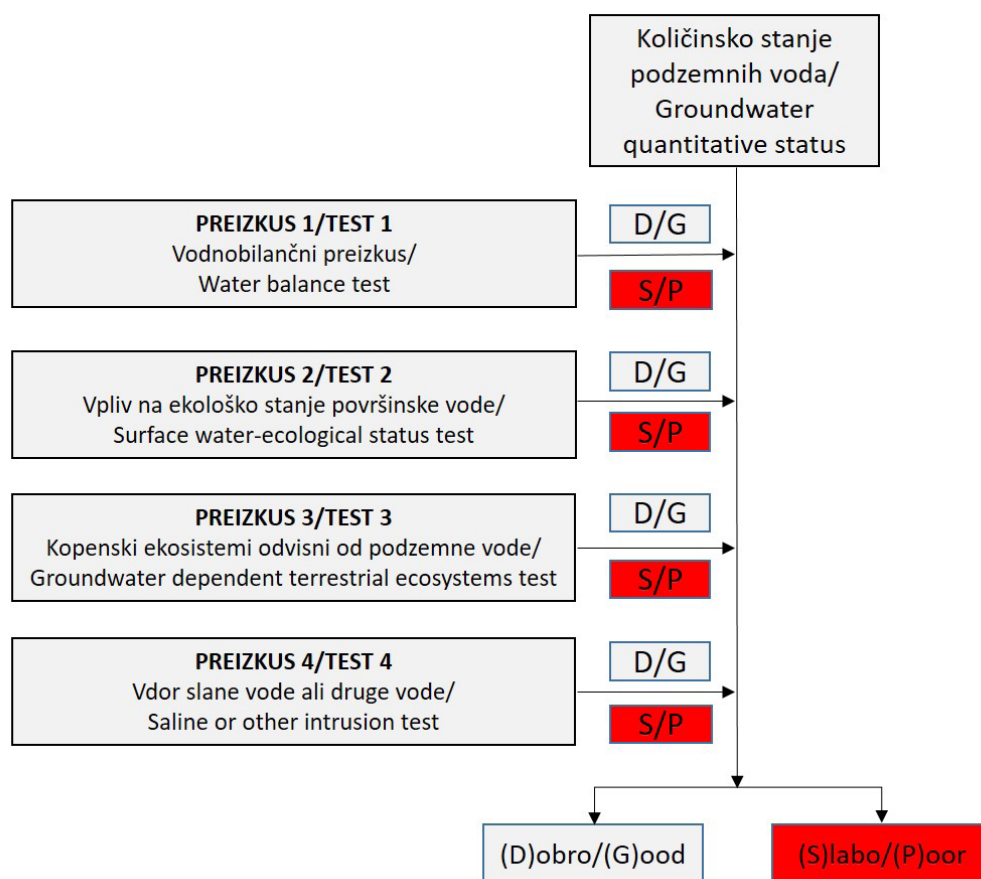 Količinsko stanje
podzemnih voda/
Groundwater
quantitative status
PREIZKUS 1/TEST 1
Vodnobilančni preizkus/
Water balance test
D/G
S/P
PREIZKUS 2/TEST 2
Vpliv na ekološko stanje površinske vode/
Surface water-ecological status test
D/G
S/P
PREIZKUS 3/TEST 3
Kopenski ekosistemi odvisni od podzemne vode/
Groundwater dependent terrestrial ecosystems test
D/G
S/P
PREIZKUS 4/TEST 4
Vdor slane vode ali druge vode/
Saline or other intrusion test
D/G
S/P
(D)obro/(G)ood
(S)labo/(P)oor